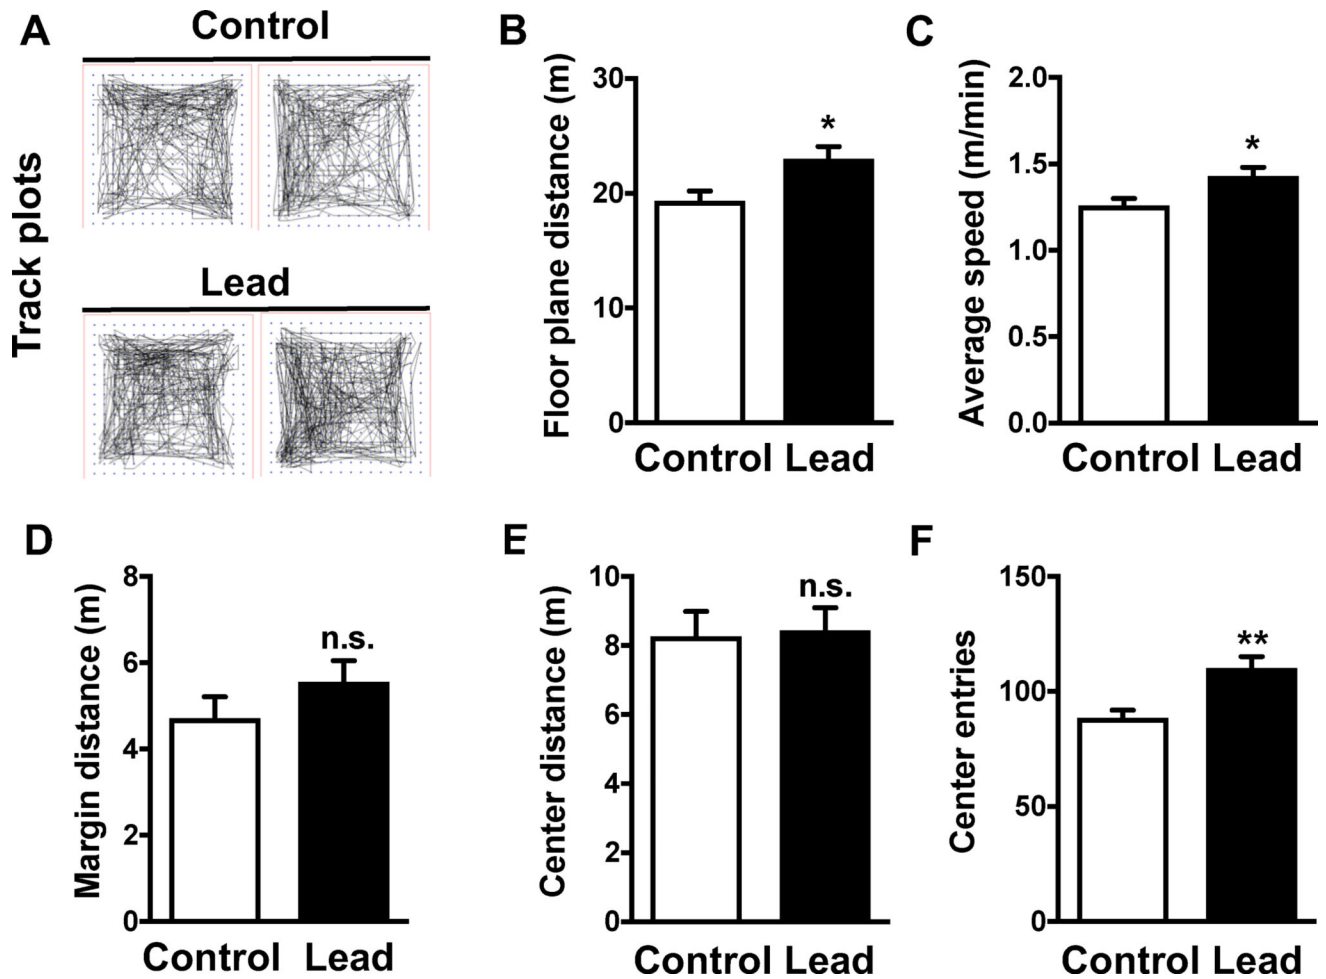 A
Control
Track plots
Lead
B
Floor plane distance (m)
30
20
10
0
*
Control Lead
C
Average speed (m/min)
2.0
1.5
1.0
0.5
0.0
*
Control Lead
D
Margin distance (m)
8
6
4
2
0
n.s.
Control Lead
E
Center distance (m)
10
8
6
4
2
0
n.s.
Control Lead
F
Center entries
150
100
50
0
**
Control Lead